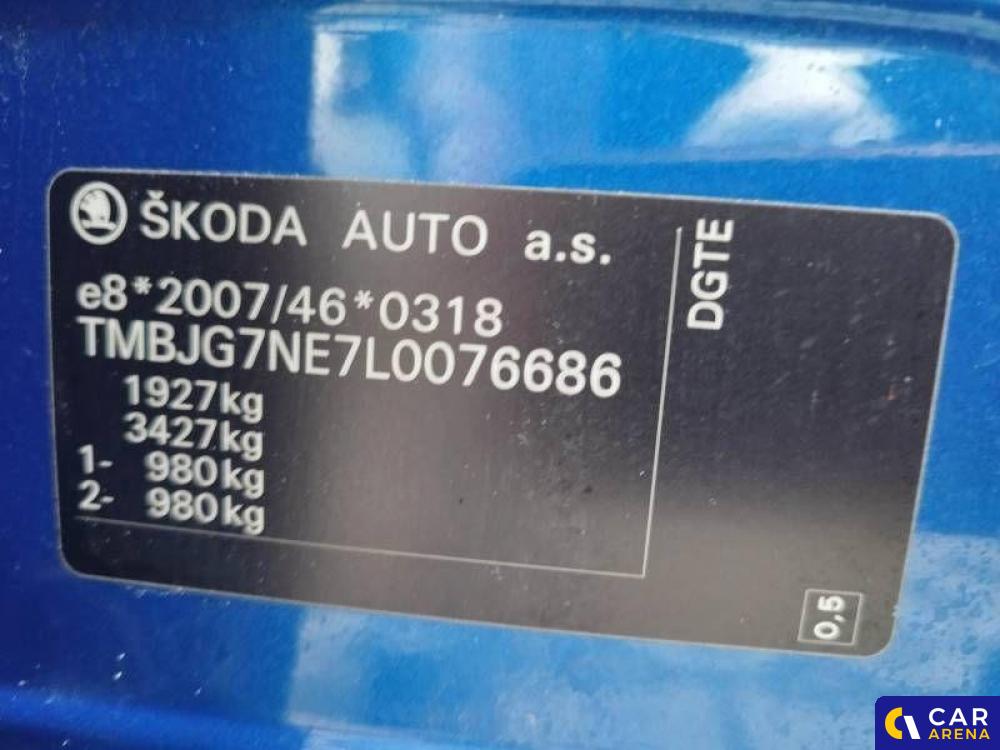 ŠKODA AUTO a.s.
e8*2007/46*0318
TMBJG7NE7L0076686
1927kg
3427kg
1- 980kg
2- 980kg
DGTE
0,5
CAR
ARENA